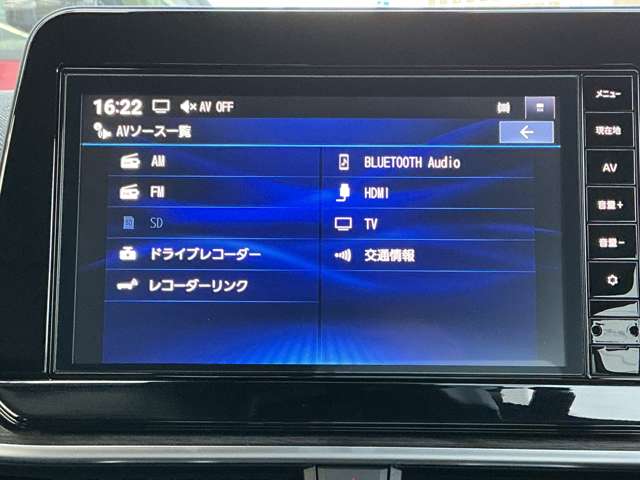 16:22 AV OFF
AVソース一覧
AM
FM
SD
ドライブレコーダー
レコーダーリンク
BLUETOOTH Audio
HDMI
TV
交通情報
メニュー
現在地
AV
音量+
音量-